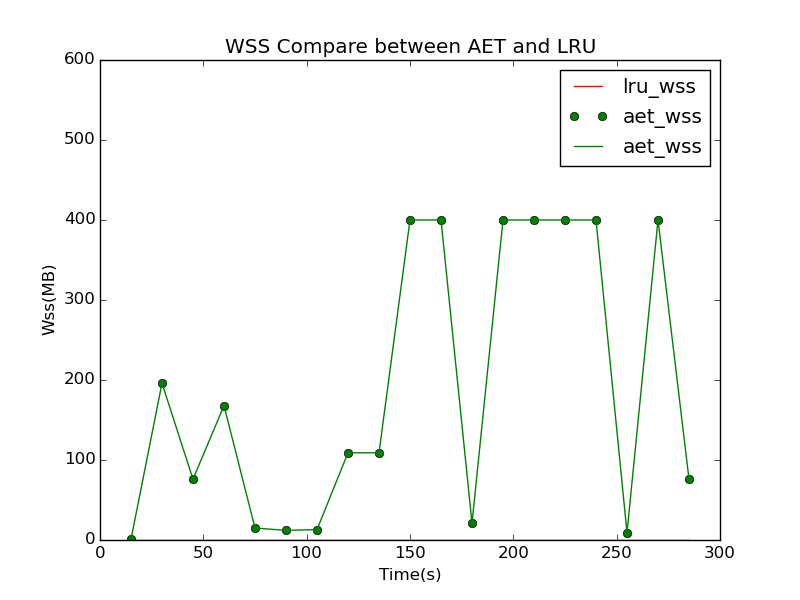 WSS Compare between AET and LRU
600
500
400
300
200
100
0
Wss(MB)
lru_wss
aet_wss
aet_wss
0 50 100 150 200 250 300
Time(s)